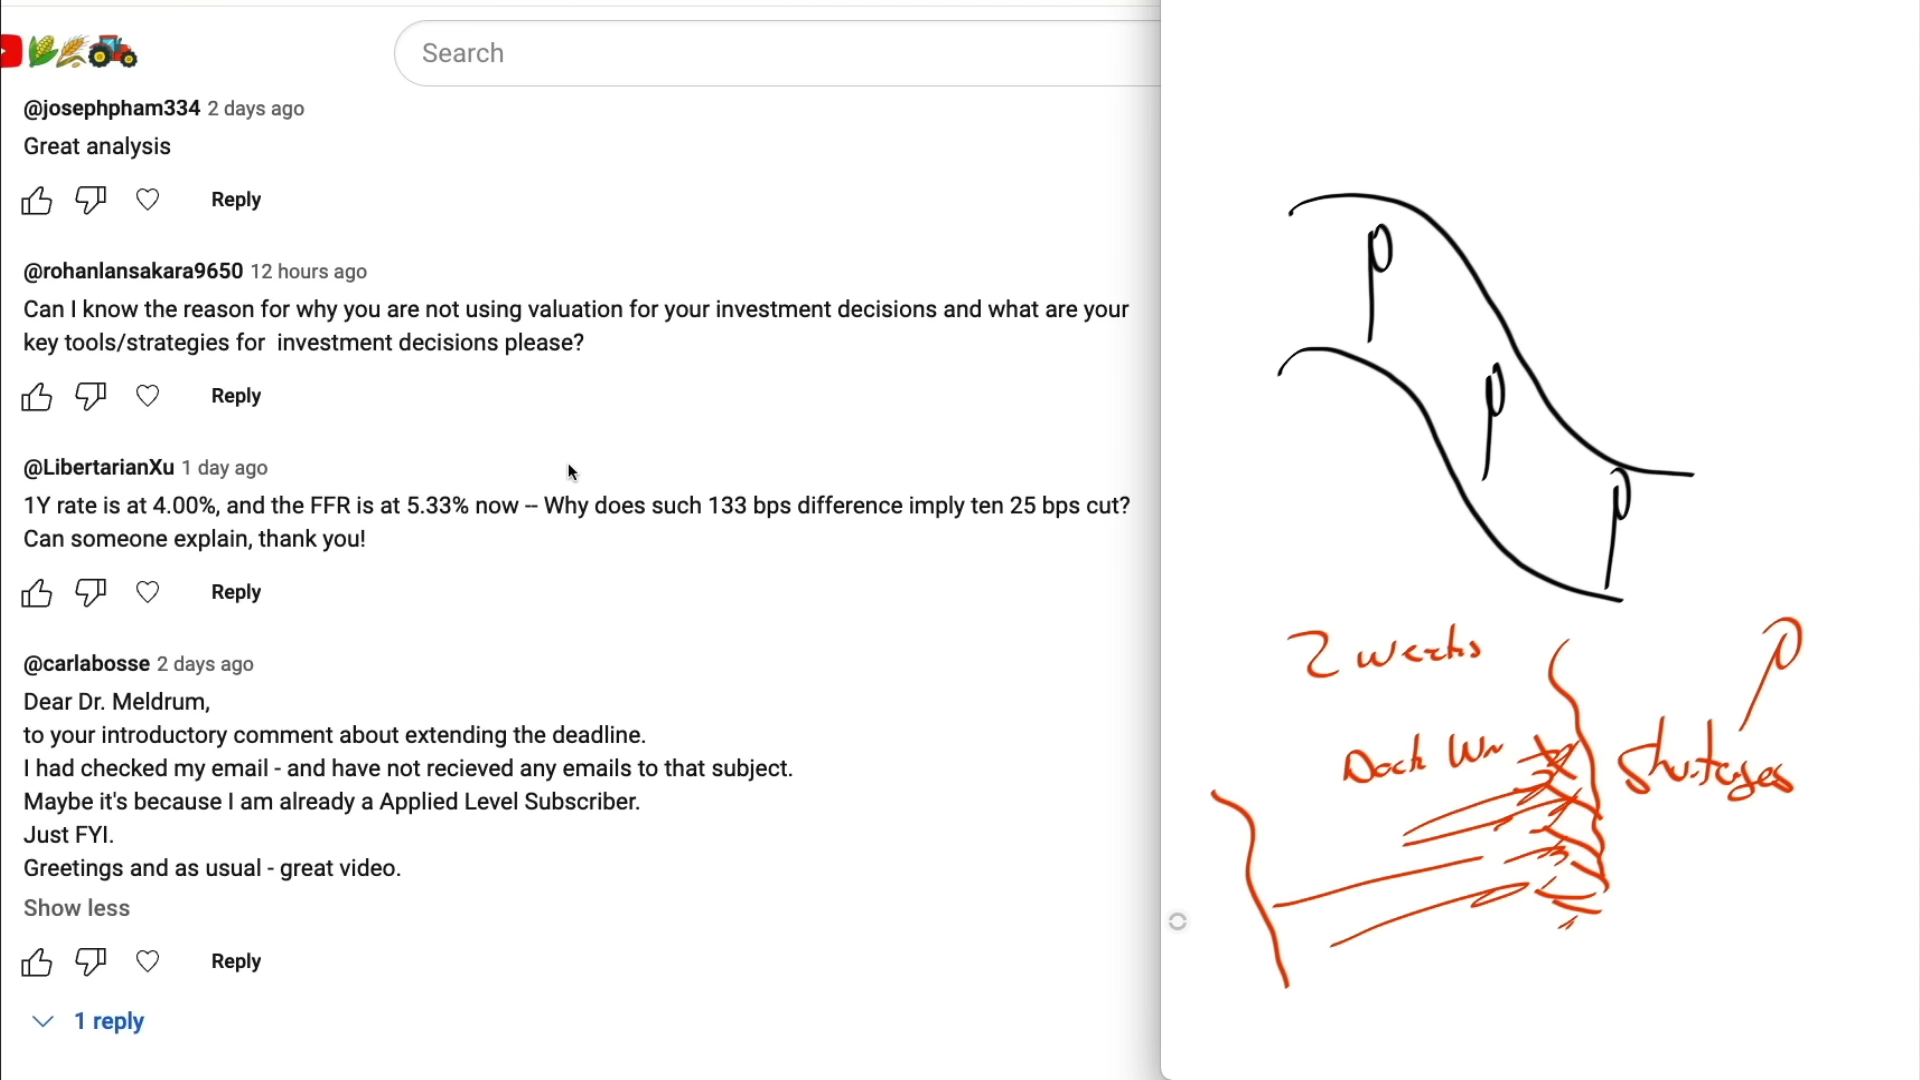 Search
@josephpham334 2 days ago
Great analysis
Reply
@rohanlansakara9650 12 hours ago
Can I know the reason for why you are not using valuation for your investment decisions and what are your
key tools/strategies for investment decisions please?
Reply
@LibertarianXu 1 day ago
1Y rate is at 4.00%, and the FFR is at 5.33% now -- Why does such 133 bps difference imply ten 25 bps cut?
Can someone explain, thank you!
Reply
@carlabosse 2 days ago
Dear Dr. Meldrum,
to your introductory comment about extending the deadline.
I had checked my email - and have not recieved any emails to that subject.
Maybe it's because I am already a Applied Level Subscriber.
Just FYI.
Greetings and as usual - great video.
Show less
Reply
1 reply
p
p
p
2 weeks
p
Dock